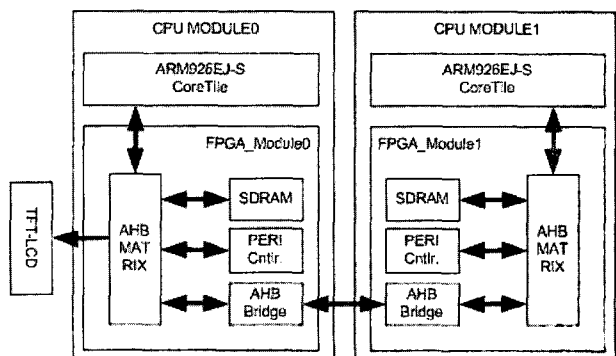 CPU MODULE0
ARM926EJ-S
CoreTile
FPGA_Module0
TFT-LCD
AHB
MAT
RIX
SDRAM
PERI
Cntlr.
AHB
Bridge
CPU MODULE1
ARM926EJ-S
CoreTile
FPGA_Module1
SDRAM
PERI
Cntlr.
AHB
Bridge
AHB
MAT
RIX